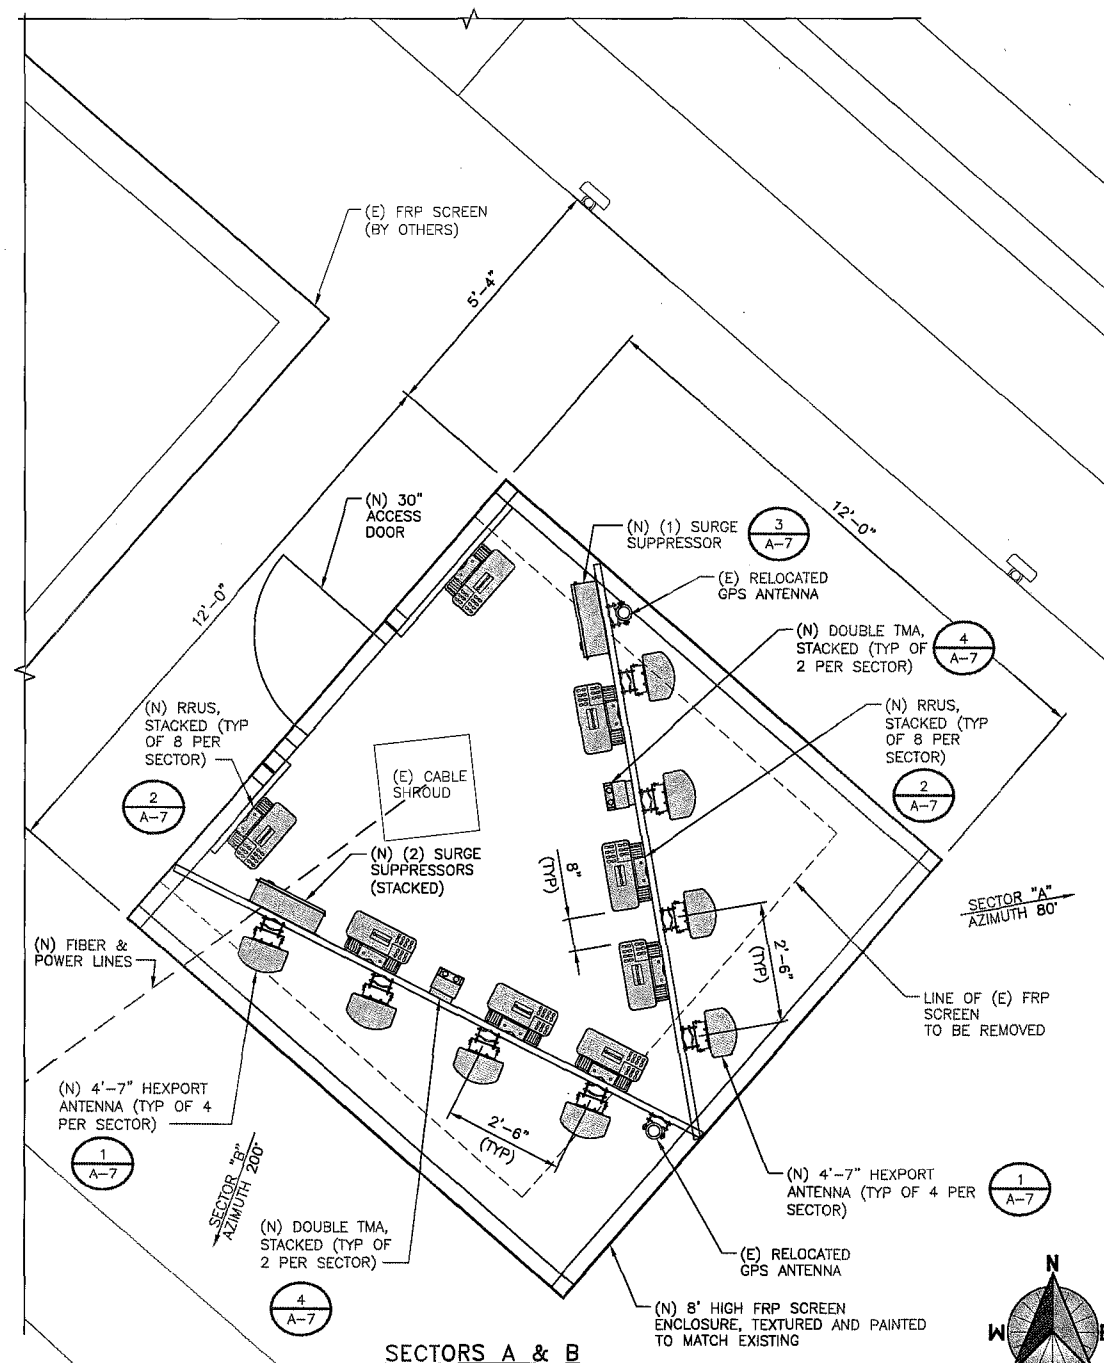 (E) FRP SCREEN
(BY OTHERS)
5'-4"
12'-0"
(N) 30"
ACCESS
DOOR
(N) (1) SURGE
SUPPRESSOR
3
A-7
(E) RELOCATED
GPS ANTENNA
12'-0"
(N) DOUBLE TMA,
STACKED (TYP OF
2 PER SECTOR)
4
A-7
(N) RRUS,
STACKED (TYP
OF 8 PER
SECTOR)
2
A-7
(N) RRUS,
STACKED (TYP
OF 8 PER
SECTOR)
2
A-7
(E) CABLE
SHROUD
(N) (2) SURGE
SUPPRESSORS
(STACKED)
8"
(TYP)
SECTOR "A"
AZIMUTH 80°
2'-6"
(TYP)
(N) FIBER &
POWER LINES
LINE OF (E) FRP
SCREEN
TO BE REMOVED
(N) 4'-7" HEXPORT
ANTENNA (TYP OF 4
PER SECTOR)
1
A-7
2'-6"
(TYP)
SECTOR "B"
AZIMUTH 200°
(N) 4'-7" HEXPORT
ANTENNA (TYP OF 4 PER
SECTOR)
1
A-7
(N) DOUBLE TMA,
STACKED (TYP OF
2 PER SECTOR)
4
A-7
(E) RELOCATED
GPS ANTENNA
(N) 8' HIGH FRP SCREEN
ENCLOSURE, TEXTURED AND PAINTED
TO MATCH EXISTING
N
W
E
SECTORS A & B